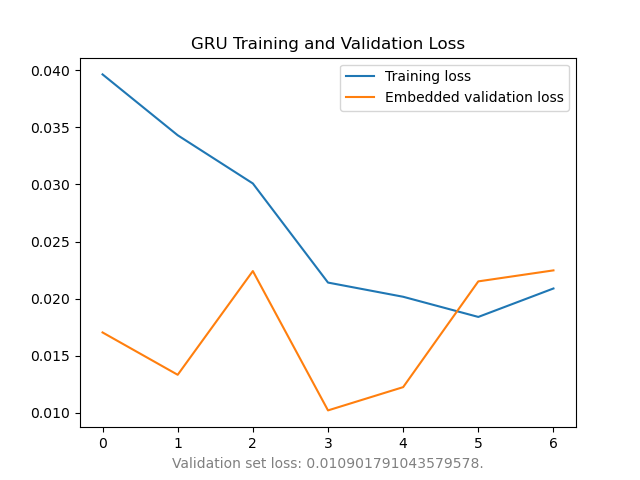 GRU Training and Validation Loss
Training loss
Embedded validation loss
0.040
0.035
0.030
0.025
0.020
0.015
0.010
0 1 2 3 4 5 6
Validation set loss: 0.010901791043579578.